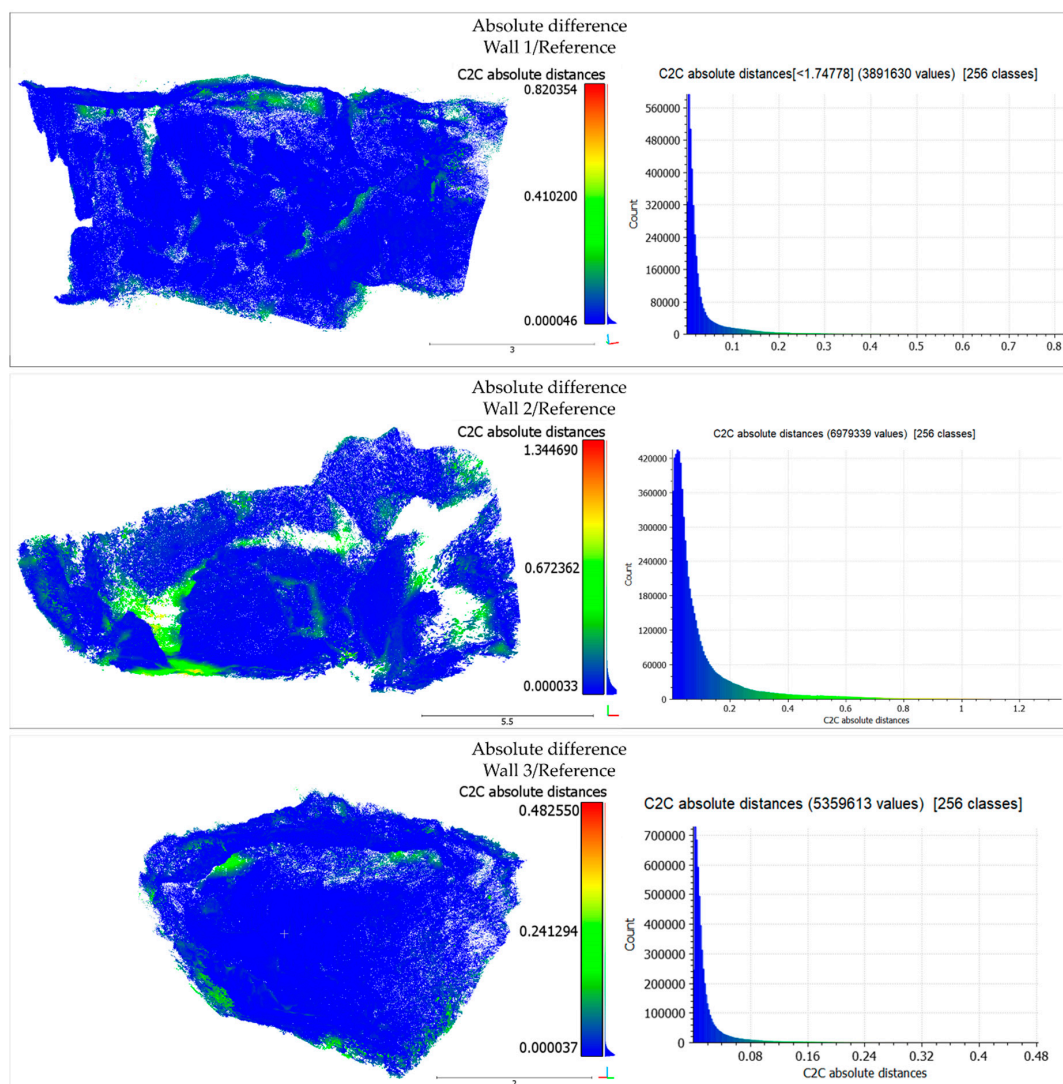 Absolute difference
Wall 1/Reference
C2C absolute distances
0.820354
0.410200
0.000046
3
C2C absolute distances[<1.74778] (3891630 values) [256 classes]
Count
560000
480000
400000
320000
240000
160000
80000
0
0.1 0.2 0.3 0.4 0.5 0.6 0.7 0.8
Absolute difference
Wall 2/Reference
C2C absolute distances
1.344690
0.672362
0.000033
5.5
C2C absolute distances (6979339 values) [256 classes]
Count
420000
360000
300000
240000
180000
120000
60000
0
0.2 0.4 0.6 0.8 1 1.2
C2C absolute distances
Absolute difference
Wall 3/Reference
C2C absolute distances
0.482550
0.241294
0.000037
C2C absolute distances (5359613 values) [256 classes]
Count
700000
600000
500000
400000
300000
200000
100000
0
0.08 0.16 0.24 0.32 0.4 0.48
C2C absolute distances